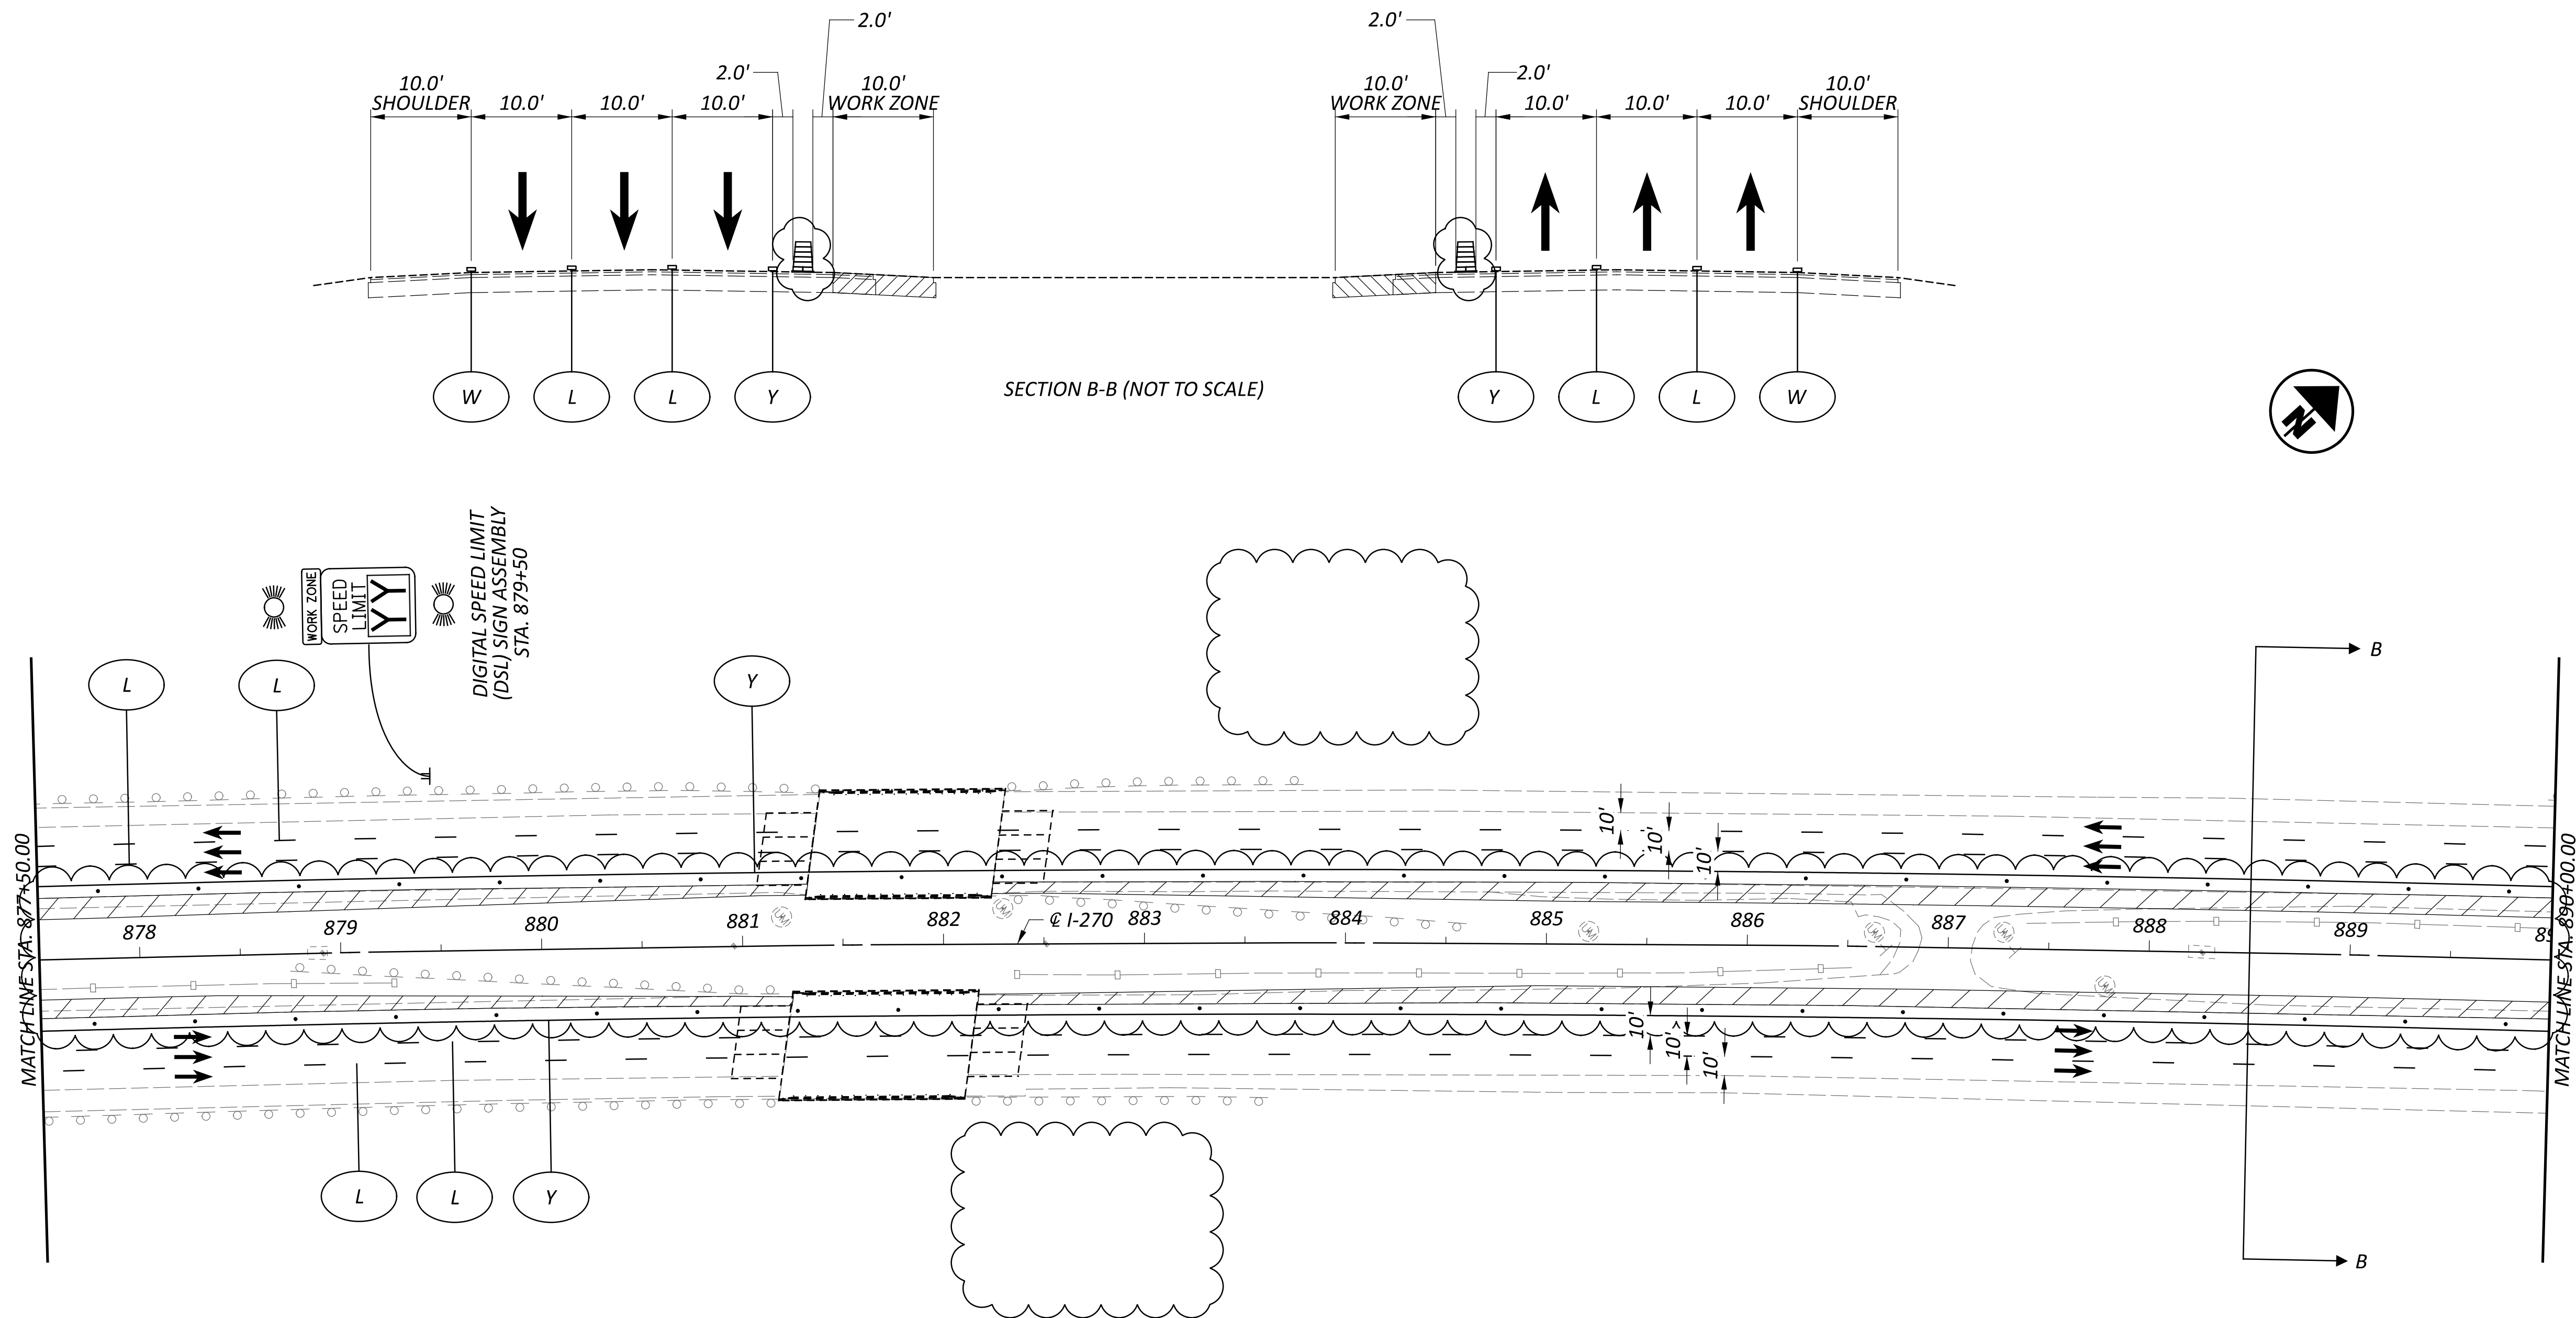 2.0'
2.0'
10.0'
SHOULDER
10.0'
10.0'
10.0'
2.0'
10.0'
WORK ZONE
10.0'
WORK ZONE
2.0'
10.0'
10.0'
10.0'
10.0'
SHOULDER
W
L
L
Y
SECTION B-B (NOT TO SCALE)
Y
L
L
W
N
WORK ZONE
SPEED
LIMIT
YY
DIGITAL SPEED LIMIT
(DSL) SIGN ASSEMBLY
STA. 879+50
L
L
Y
B
10'
10'
10'
MATCH LINE STA. 877+50.00
878
879
880
881
882
℄ I-270
883
884
885
886
887
888
889
MATCH LINE STA. 890+00.00
10'
10'
10'
L
L
Y
B